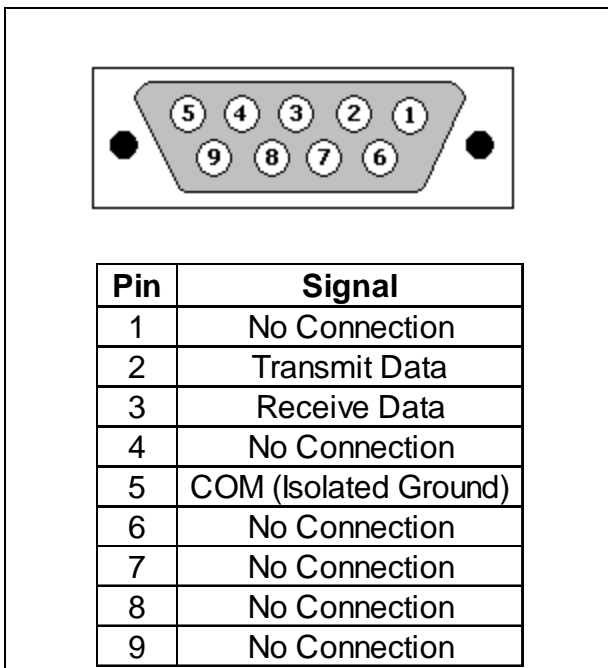 5 4 3 2 1
9 8 7 6
Pin Signal
1 No Connection
2 Transmit Data
3 Receive Data
4 No Connection
5 COM (Isolated Ground)
6 No Connection
7 No Connection
8 No Connection
9 No Connection